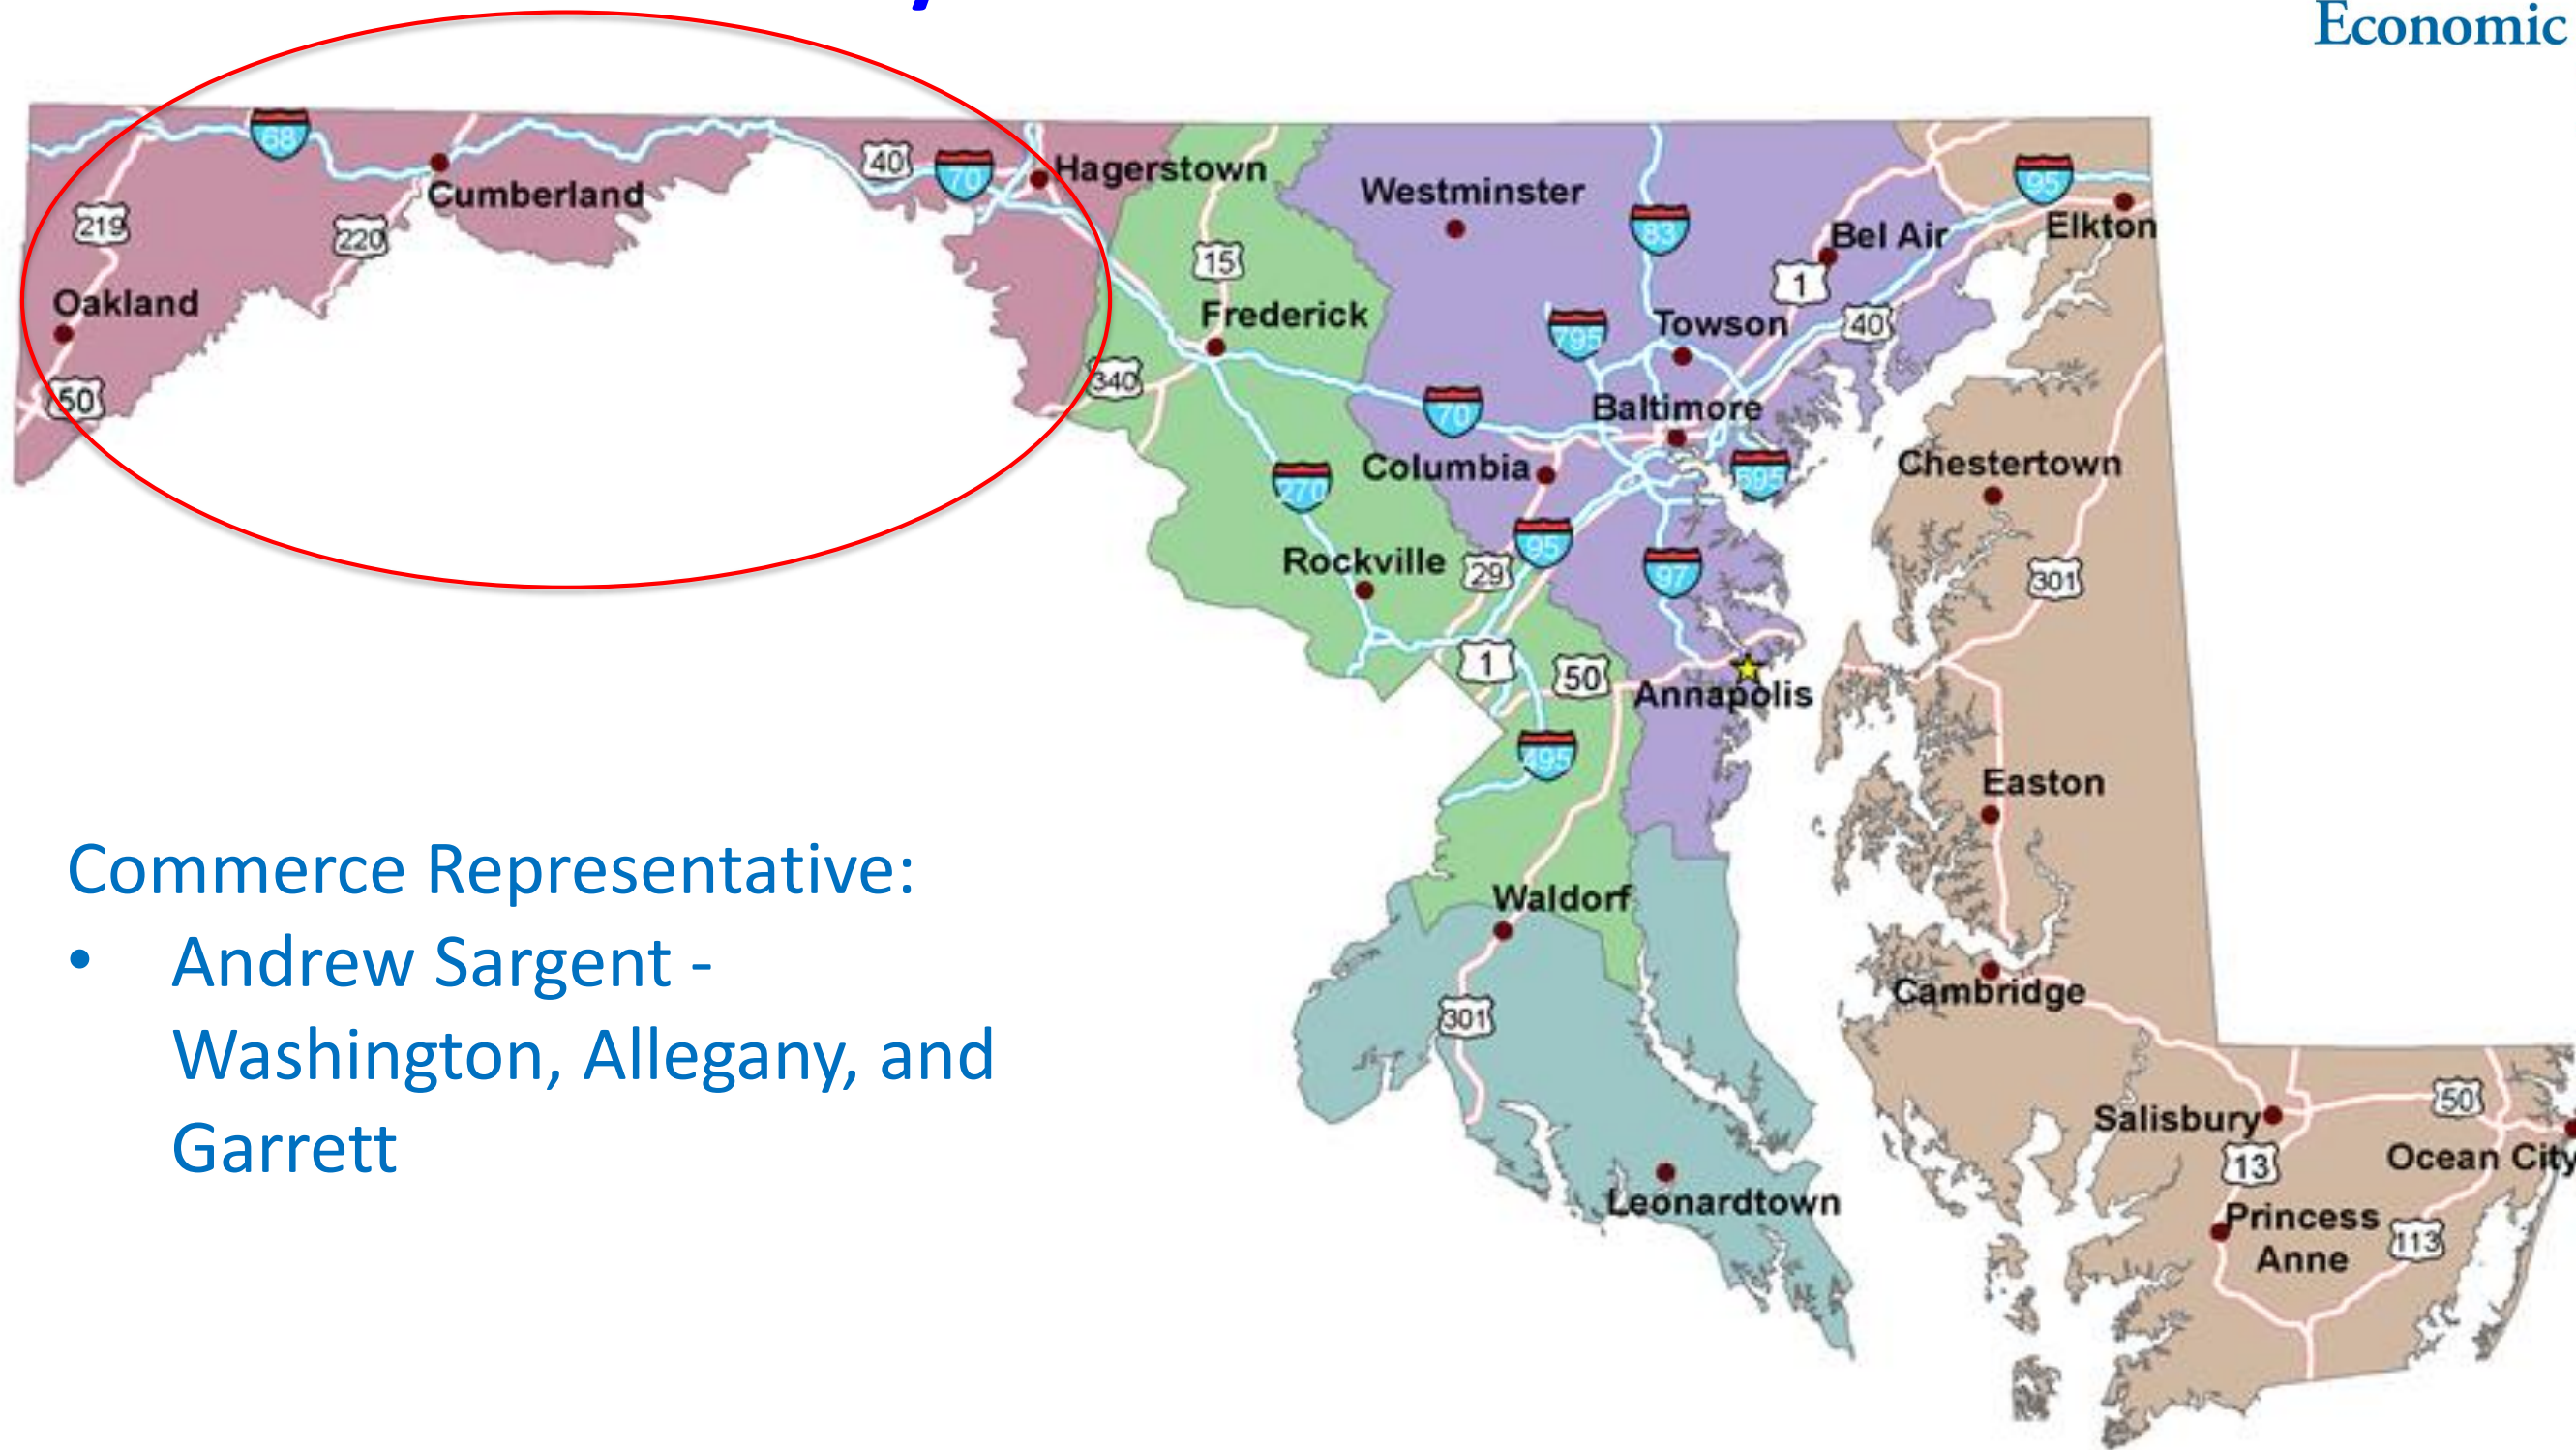 Economic
68
40
70
Hagerstown
Cumberland
219
220
Oakland
50
15
Frederick
340
Westminster
83
95
Bel Air
Elkton
1
795
Towson
40
70
Baltimore
Columbia
695
Chestertown
270
95
Rockville
29
97
301
1
50
Annapolis
495
Easton
Waldorf
Cambridge
301
Salisbury
50
13
Ocean City
Leonardtown
Princess
Anne
113
Commerce Representative:
• Andrew Sargent -
Washington, Allegany, and
Garrett